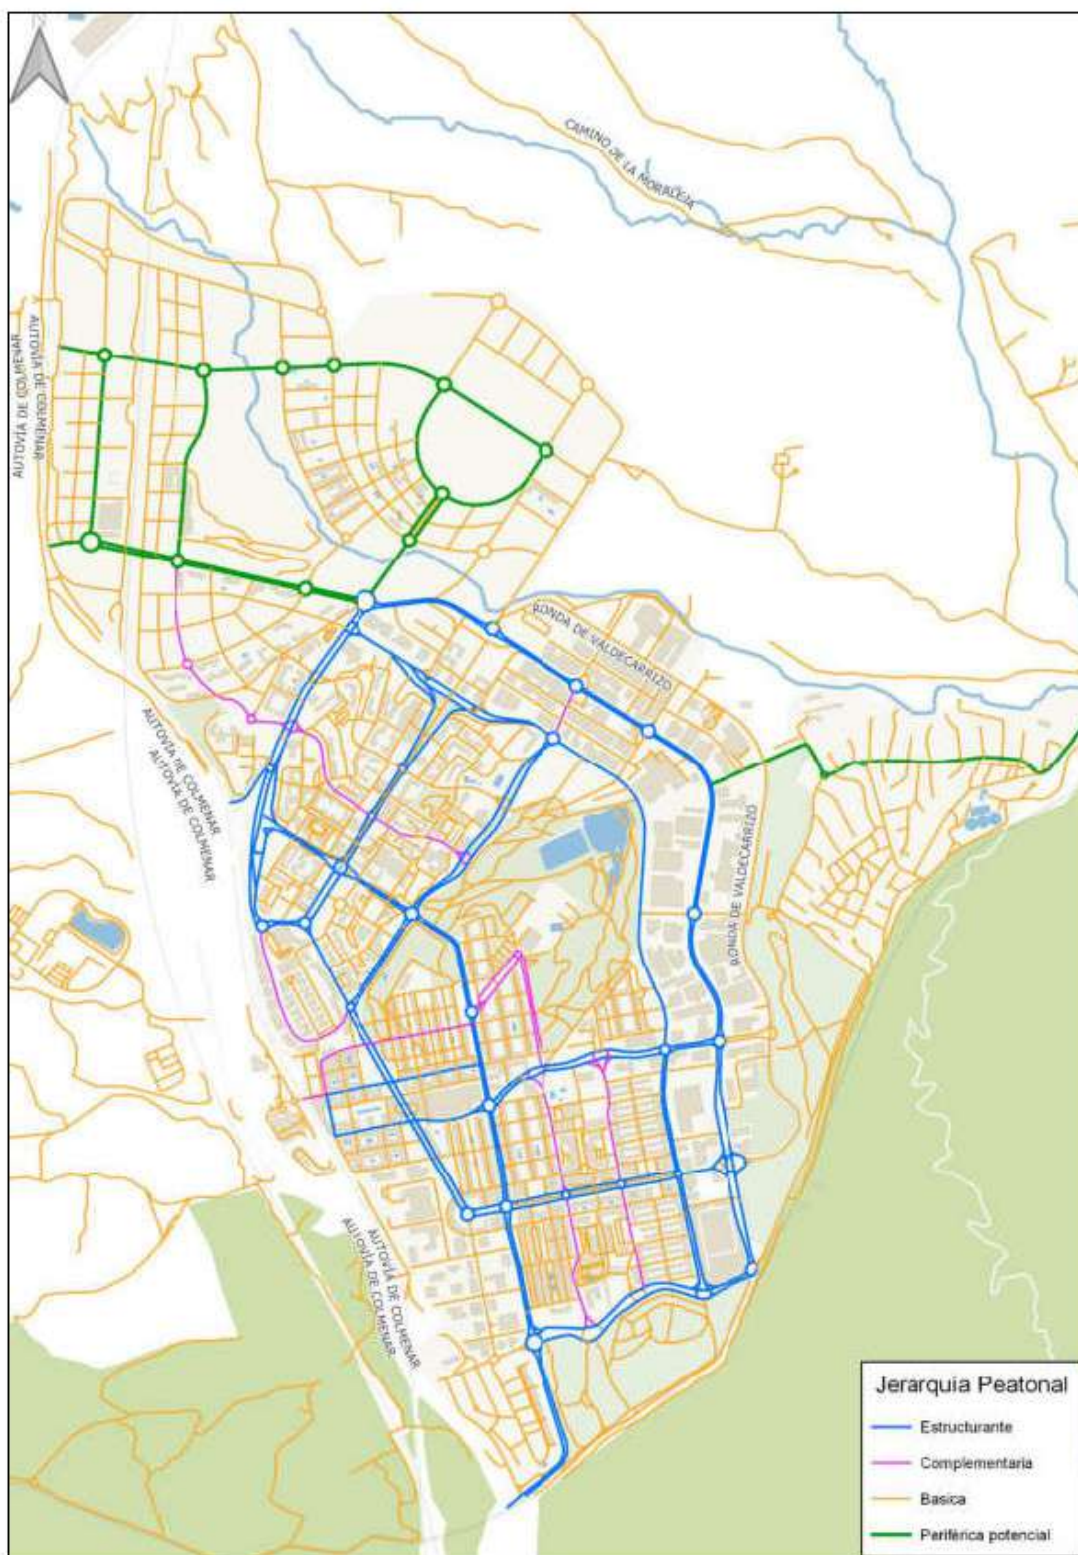 CAMINO DE LA MORALEJA
AUTOVÍA DE COLMENAR
AUTOVÍA DE COLMENAR
RONDA DE VALDECARRIZO
AUTOVÍA DE COLMENAR
AUTOVÍA DE COLMENAR
RONDA DE VALDECARRIZO
AUTOVÍA DE COLMENAR
AUTOVÍA DE COLMENAR
Jerarquía Peatonal
Estructurante
Complementaria
Basica
Periférica potencial